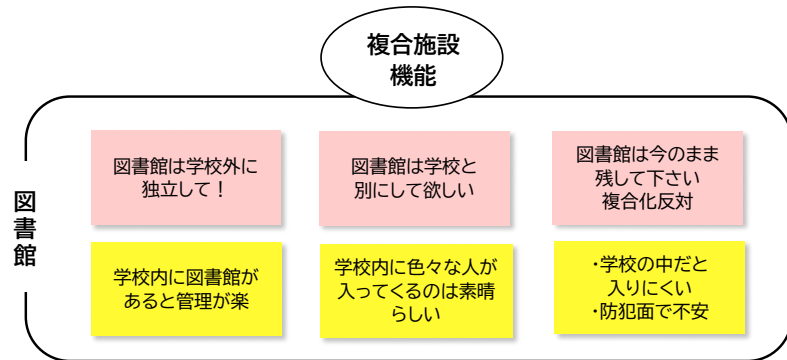 複合施設
機能
図書館
図書館は学校外に
独立して！
図書館は学校と
別にして欲しい
図書館は今のまま
残して下さい
複合化反対
学校内に図書館が
あると管理が楽
学校内に色々な人が
入ってくるのは素晴
らしい
・学校の中だと
入りにくい
・防犯面で不安